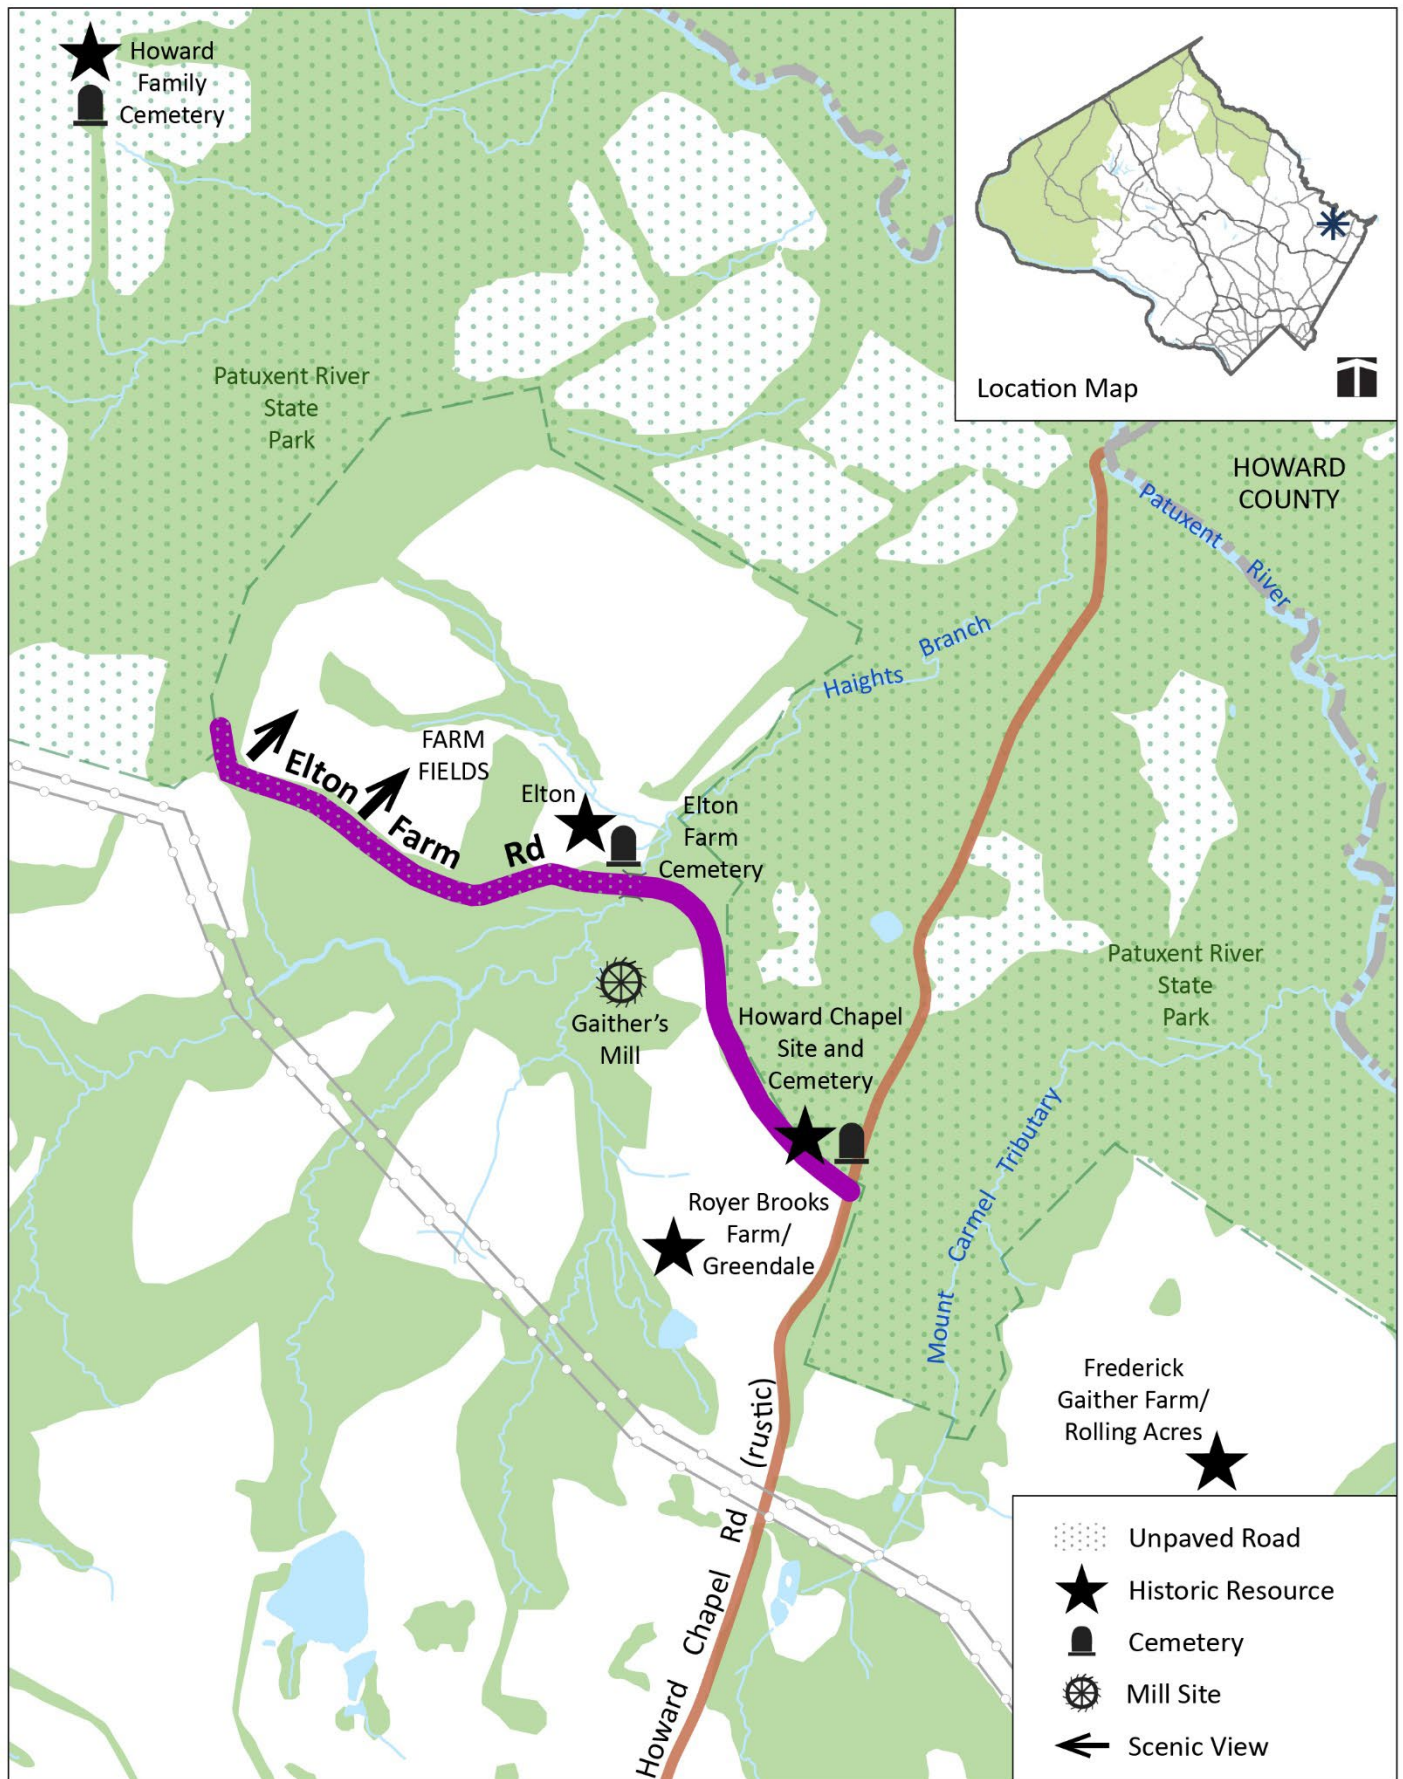 Howard
Family
Cemetery
Location Map
Patuxent River
State
Park
HOWARD
COUNTY
Patuxent River
Haights Branch
FARM
FIELDS
Elton Farm Rd
Elton
Elton
Farm
Cemetery
Patuxent River
State
Park
Gaither’s
Mill
Howard Chapel
Site and
Cemetery
Mount Carmel Tributary
Royer Brooks
Farm/
Greendale
Frederick
Gaither Farm/
Rolling Acres
Howard Chapel Rd (rustic)
Unpaved Road
Historic Resource
Cemetery
Mill Site
Scenic View